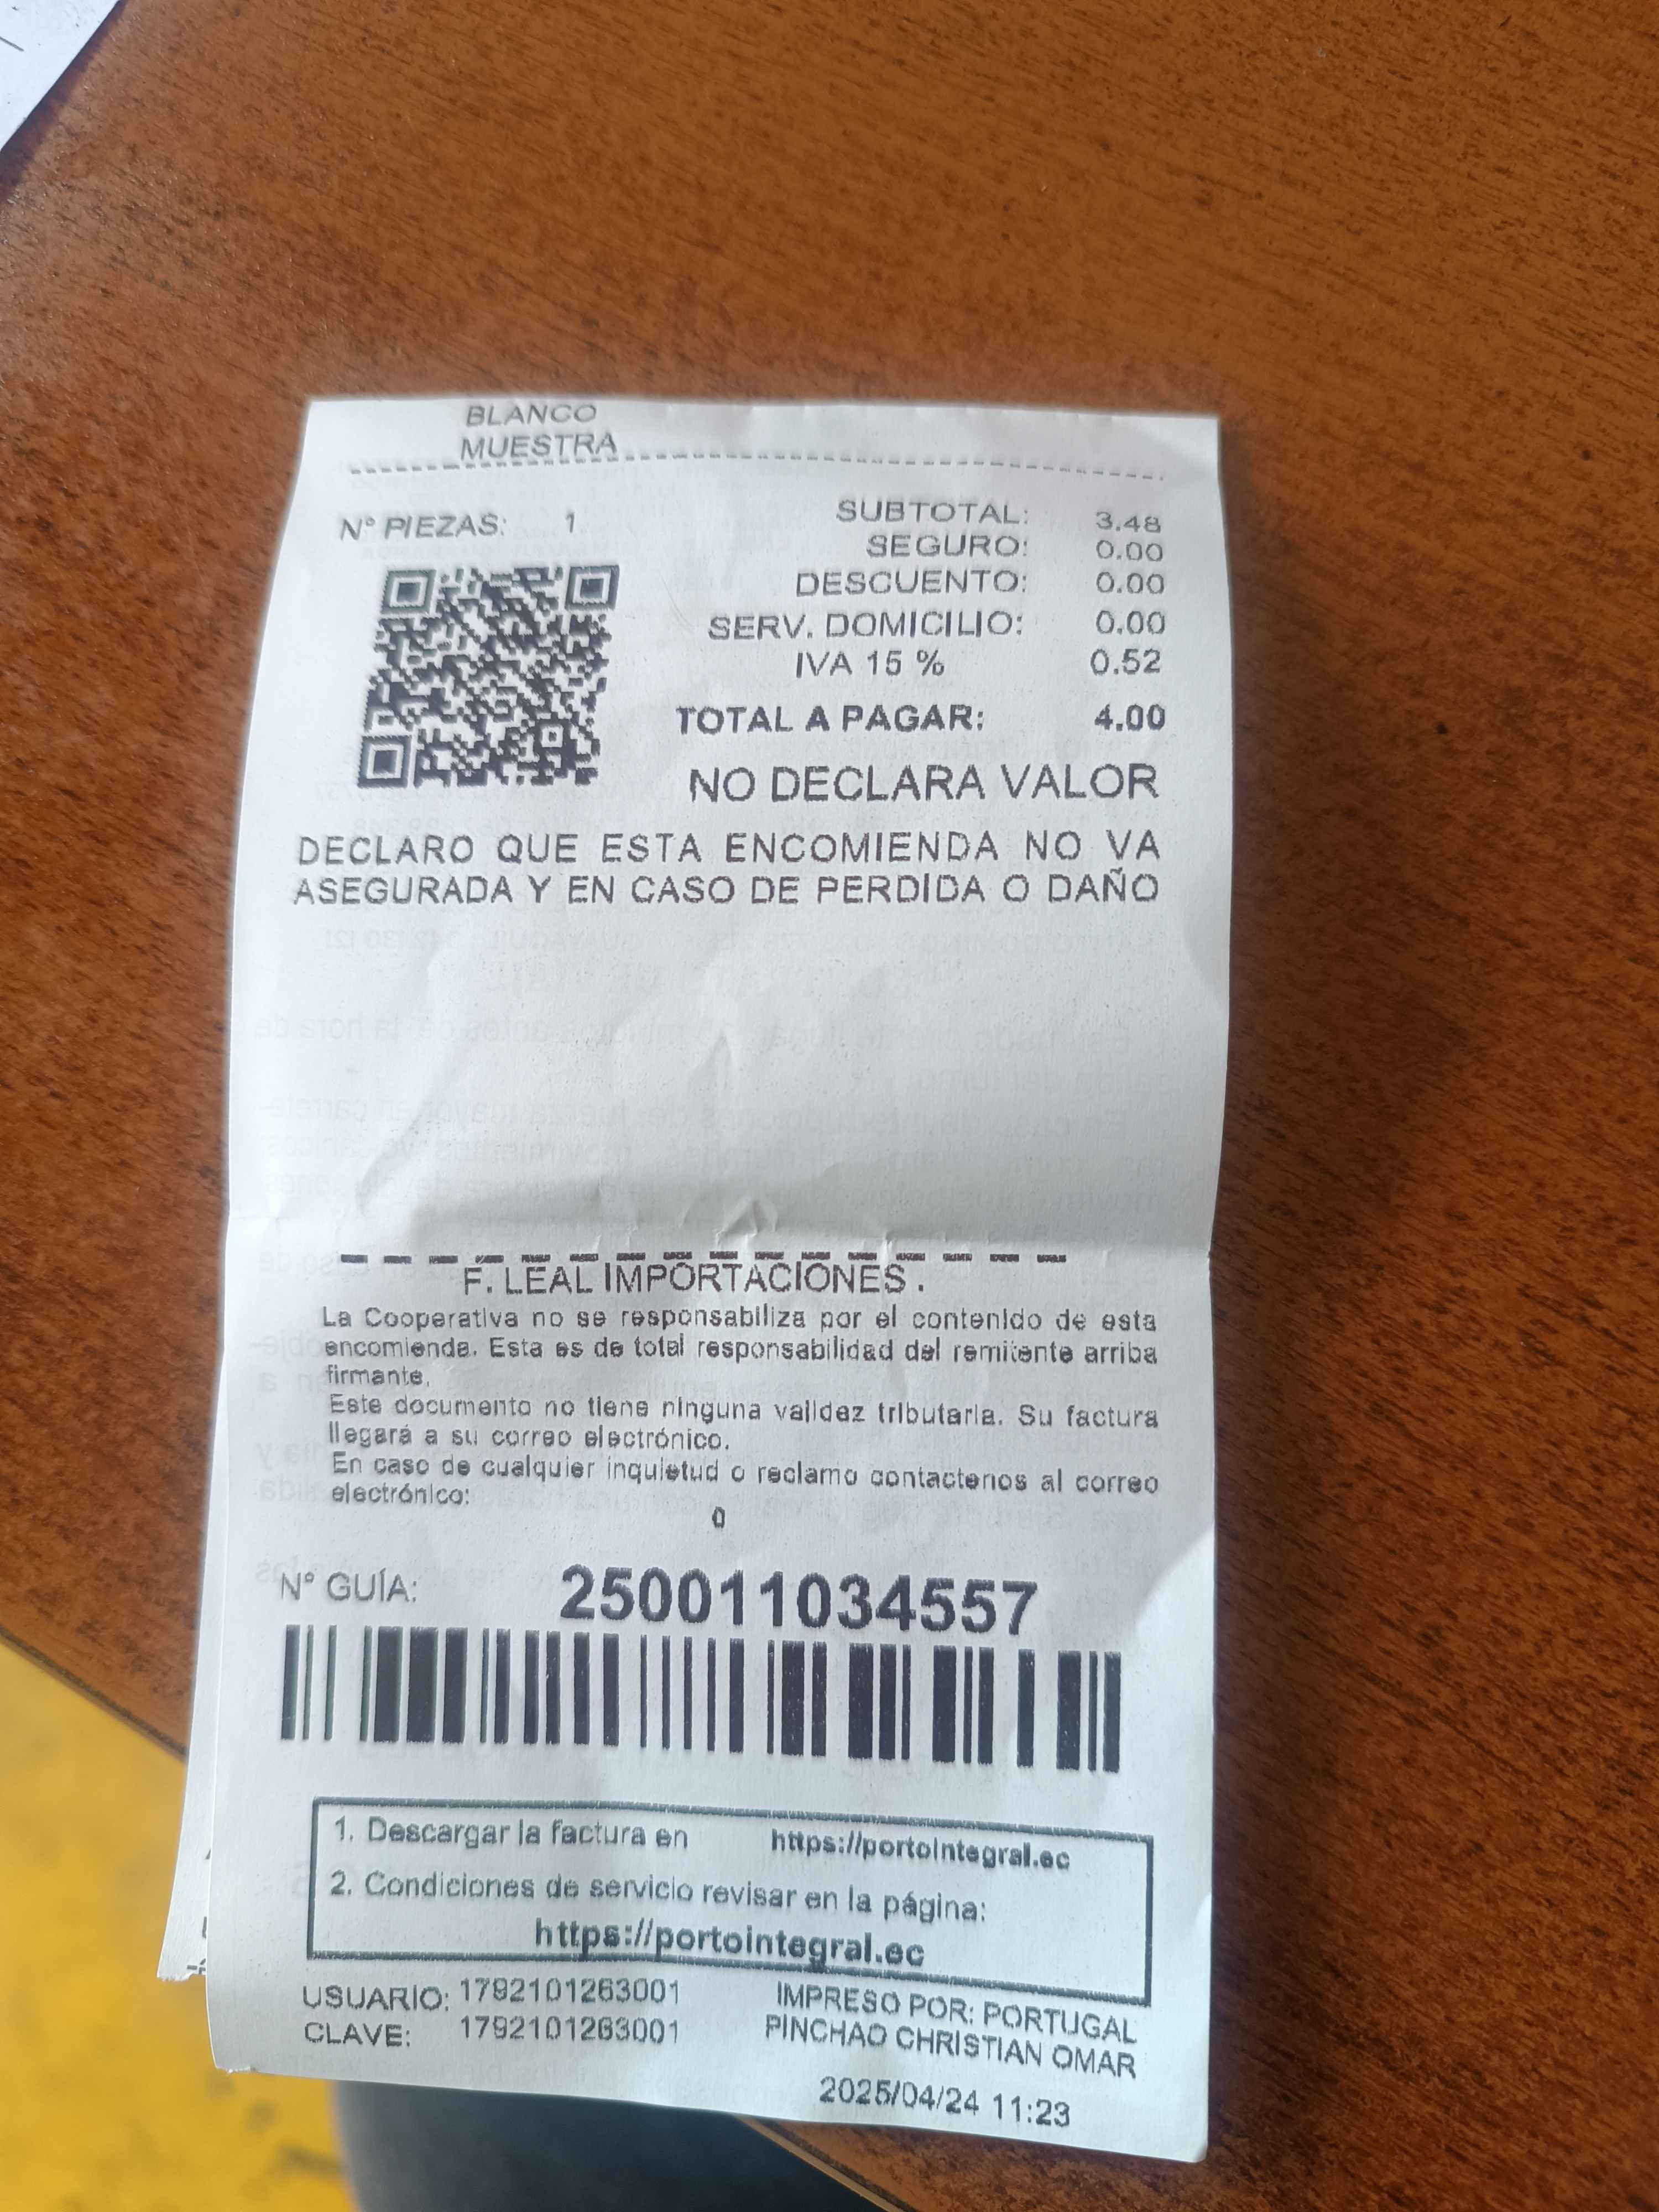 BLANCO
MUESTRA
N° PIEZAS: 1
SUBTOTAL: 3.48
SEGURO: 0.00
DESCUENTO: 0.00
SERV. DOMICILIO: 0.00
IVA 15 % 0.52
TOTAL A PAGAR: 4.00
NO DECLARA VALOR
DECLARO QUE ESTA ENCOMIENDA NO VA
ASEGURADA Y EN CASO DE PERDIDA O DAÑO
F. LEAL IMPORTACIONES .
La Cooperativa no se responsabiliza por el contenido de esta
encomienda. Esta es de total responsabilidad del remitente arriba
firmante.
Este documento no tiene ninguna validez tributaria. Su factura
llegará a su correo electrónico.
En caso de cualquier inquietud o reclamo contactenos al correo
electrónico:
0
N° GUÍA: 250011034557
1. Descargar la factura en https://portointegral.ec
2. Condiciones de servicio revisar en la página:
https://portointegral.ec
USUARIO: 1792101263001
CLAVE: 1792101263001
IMPRESO POR: PORTUGAL
PINCHAO CHRISTIAN OMAR
2025/04/24 11:23